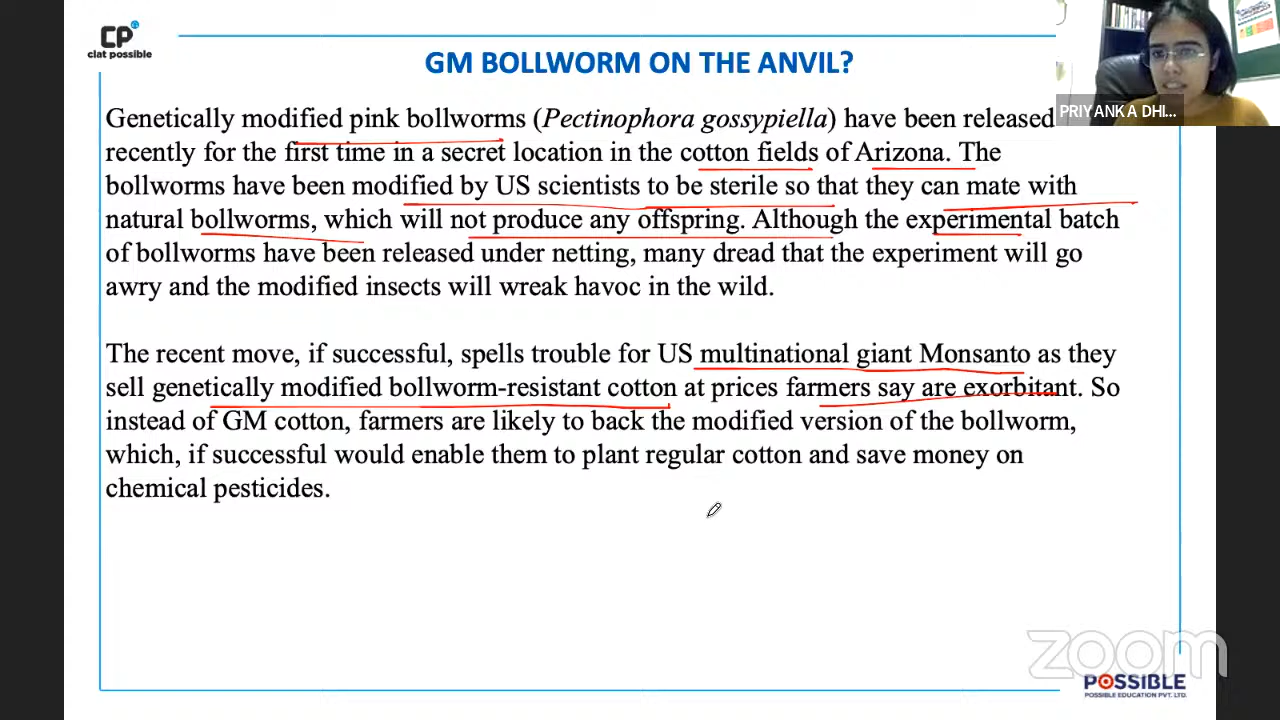 CP
clat possible
GM BOLLWORM ON THE ANVIL?
PRIYANKA DHI...
Genetically modified pink bollworms (Pectinophora gossypiella) have been released
recently for the first time in a secret location in the cotton fields of Arizona. The
bollworms have been modified by US scientists to be sterile so that they can mate with
natural bollworms, which will not produce any offspring. Although the experimental batch
of bollworms have been released under netting, many dread that the experiment will go
awry and the modified insects will wreak havoc in the wild.
The recent move, if successful, spells trouble for US multinational giant Monsanto as they
sell genetically modified bollworm-resistant cotton at prices farmers say are exorbitant. So
instead of GM cotton, farmers are likely to back the modified version of the bollworm,
which, if successful would enable them to plant regular cotton and save money on
chemical pesticides.
zoom
POSSIBLE
POSSIBLE EDUCATION PVT. LTD.